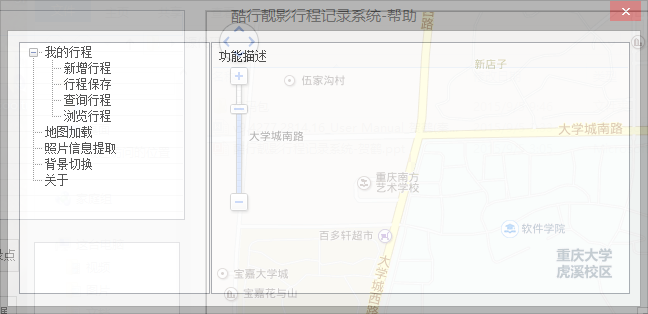 酷行靓影行程记录系统-帮助
我的行程
新增行程
行程保存
查询行程
浏览行程
地图加载
照片信息提取
背景切换
关于
功能描述
路
新店子
伍家沟村
大学城南路
大学城南路
重庆南方
艺术学校
百多轩超市
软件学院
重庆大学
虎溪校区
宝嘉大学城
宝嘉花与山
大学城西路
景点